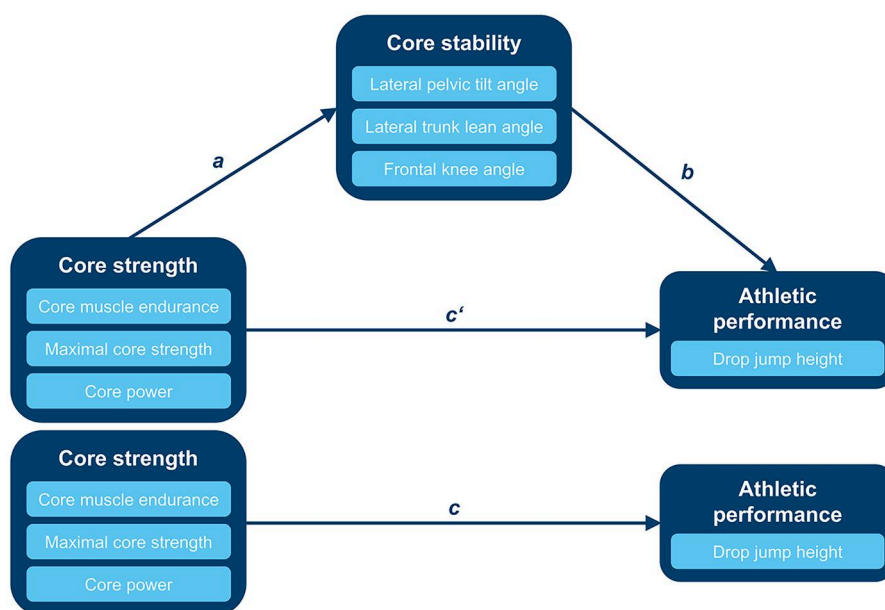 Core stability
Lateral pelvic tilt angle
Lateral trunk lean angle
Frontal knee angle
a
b
Core strength
Core muscle endurance
Maximal core strength
Core power
c‘
Athletic
performance
Drop jump height
Core strength
Core muscle endurance
Maximal core strength
Core power
c
Athletic
performance
Drop jump height